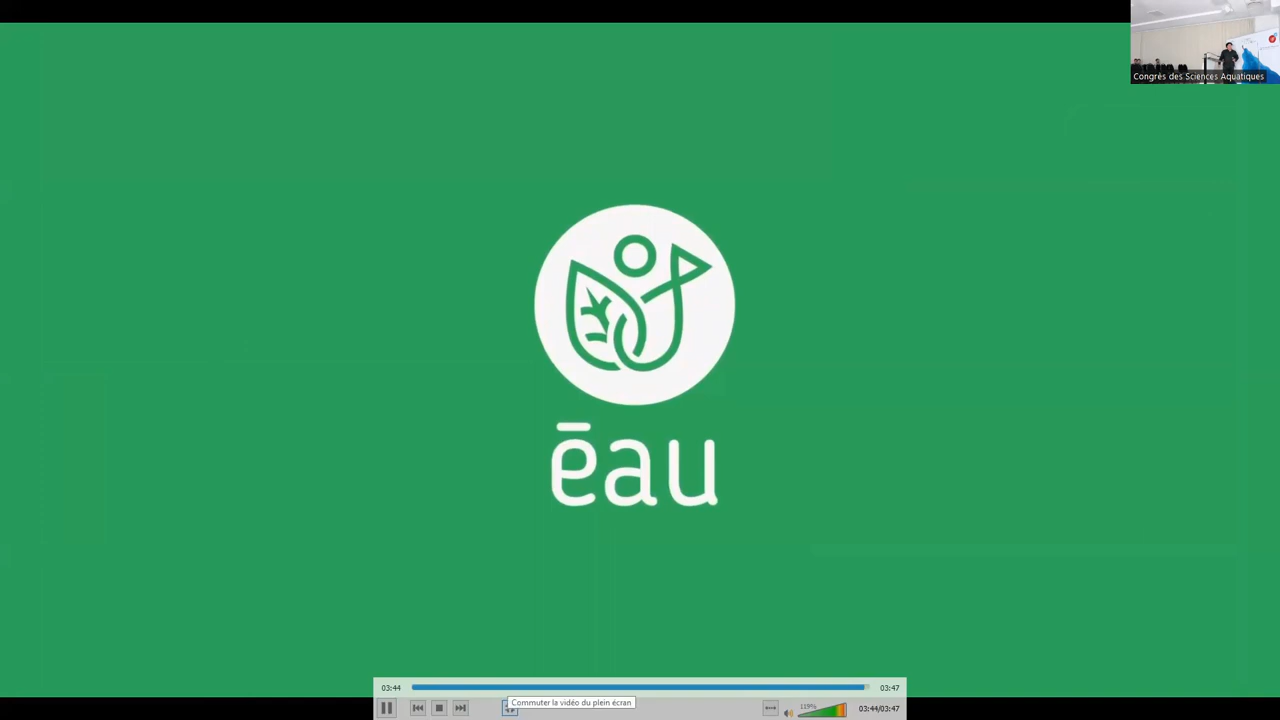 Congrès des Sciences Aquatiques
ēau
03:44
03:47
Commuter la vidéo du plein écran
119%
03:44/03:47